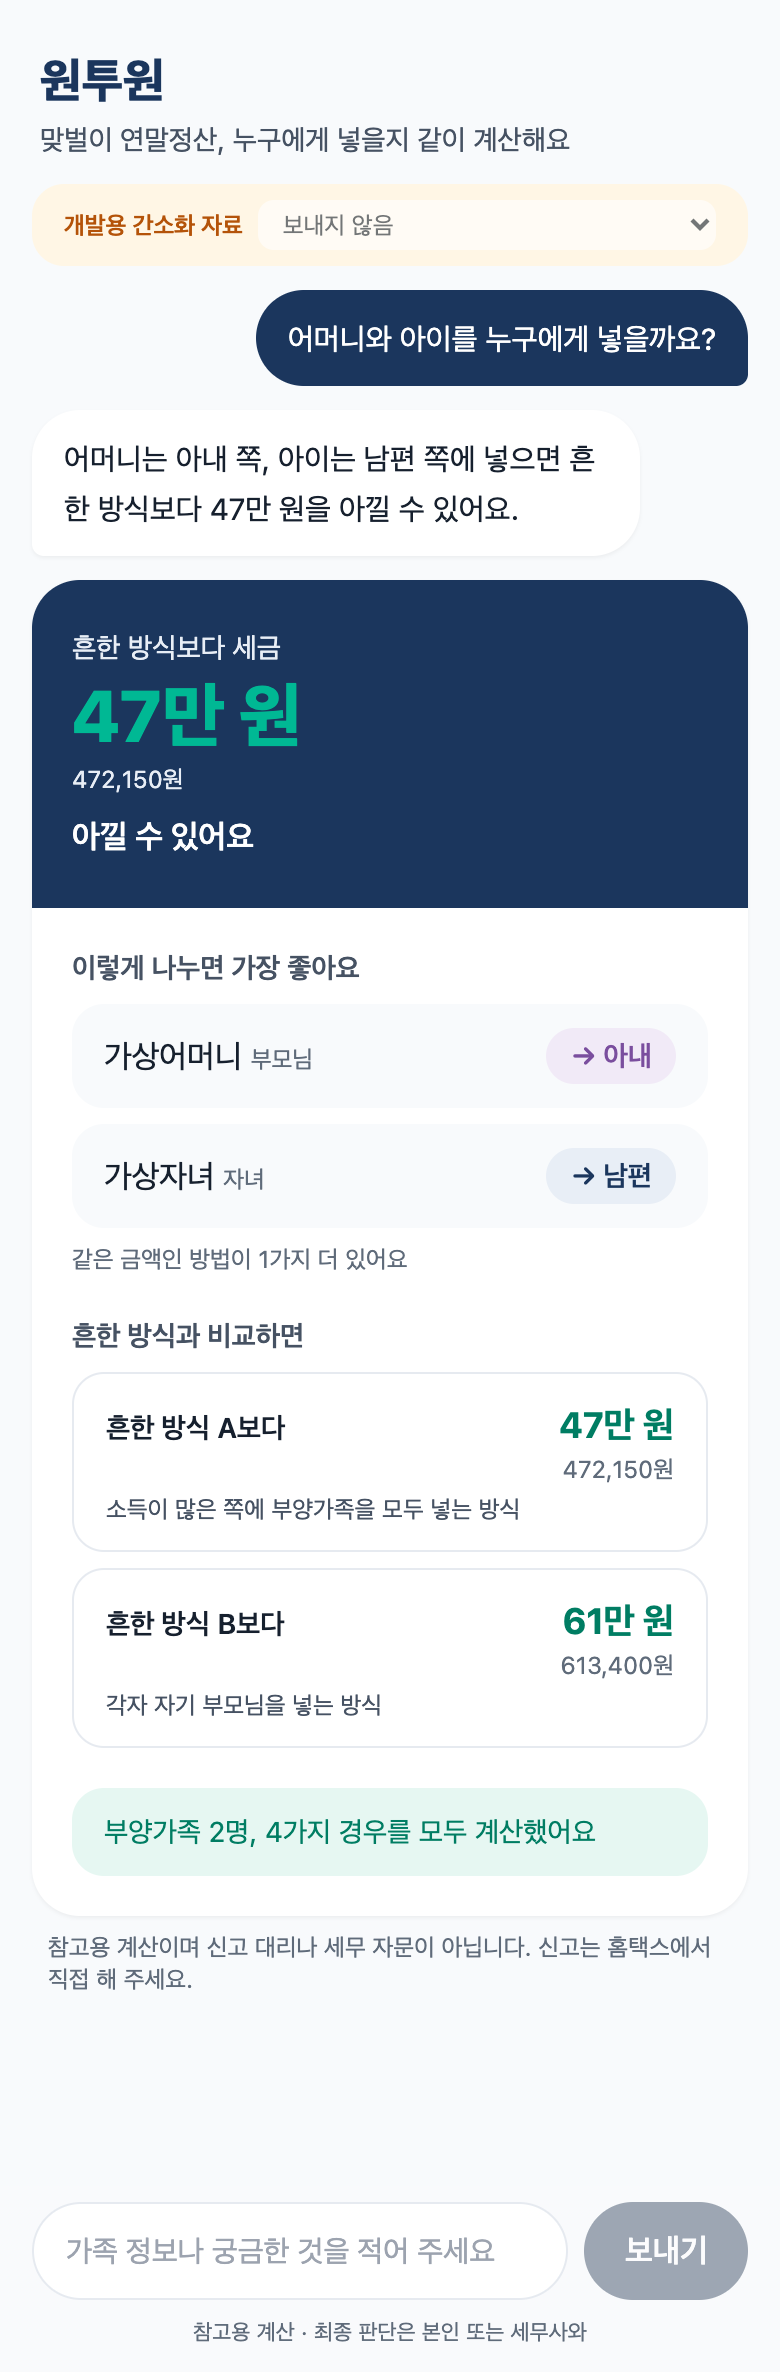 원투원
맞벌이 연말정산, 누구에게 넣을지 같이 계산해요
개발용 간소화 자료 보내지 않음
어머니와 아이를 누구에게 넣을까요?
어머니는 아내 쪽, 아이는 남편 쪽에 넣으면 흔
한 방식보다 47만 원을 아낄 수 있어요.
흔한 방식보다 세금
47만 원
472,150원
아낄 수 있어요
이렇게 나누면 가장 좋아요
가상어머니 부모님 → 아내
가상자녀 자녀 → 남편
같은 금액인 방법이 1가지 더 있어요
흔한 방식과 비교하면
흔한 방식 A보다 47만 원
472,150원
소득이 많은 쪽에 부양가족을 모두 넣는 방식
흔한 방식 B보다 61만 원
613,400원
각자 자기 부모님을 넣는 방식
부양가족 2명, 4가지 경우를 모두 계산했어요
참고용 계산이며 신고 대리나 세무 자문이 아닙니다. 신고는 홈택스에서
직접 해 주세요.
가족 정보나 궁금한 것을 적어 주세요 보내기
참고용 계산 · 최종 판단은 본인 또는 세무사와